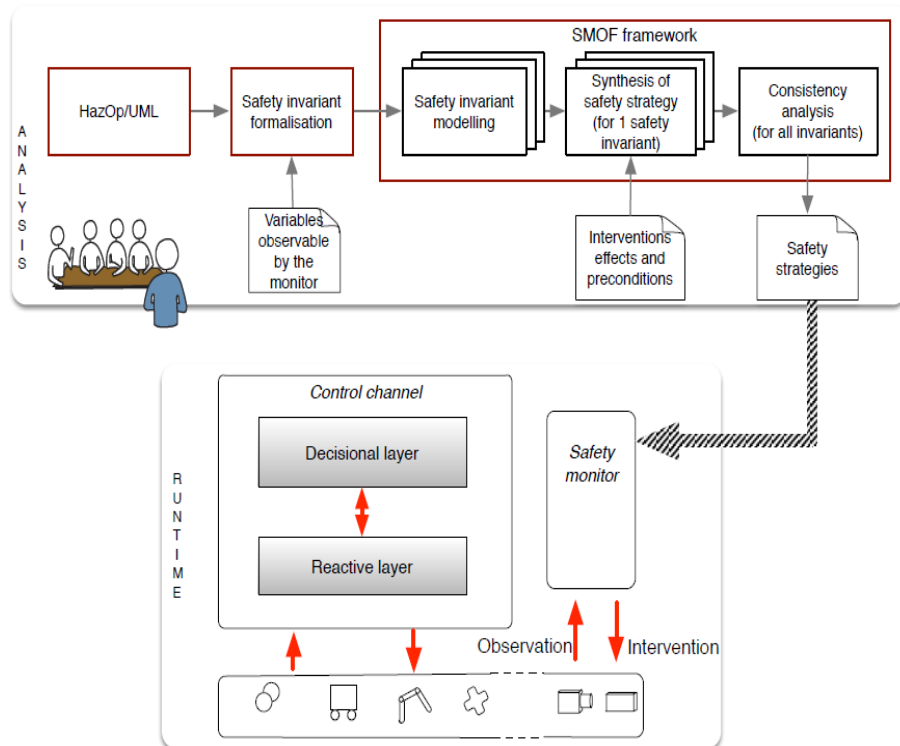 SMOF framework
HazOp/UML
Safety invariant
formalisation
Safety invariant
modelling
Synthesis of
safety strategy
(for 1 safety
invariant)
Consistency
analysis
(for all invariants)
ANALYSIS
Variables
observable
by the
monitor
Interventions
effects and
preconditions
Safety
strategies
RUNTIME
Control channel
Decisional layer
Reactive layer
Safety
monitor
Observation
Intervention